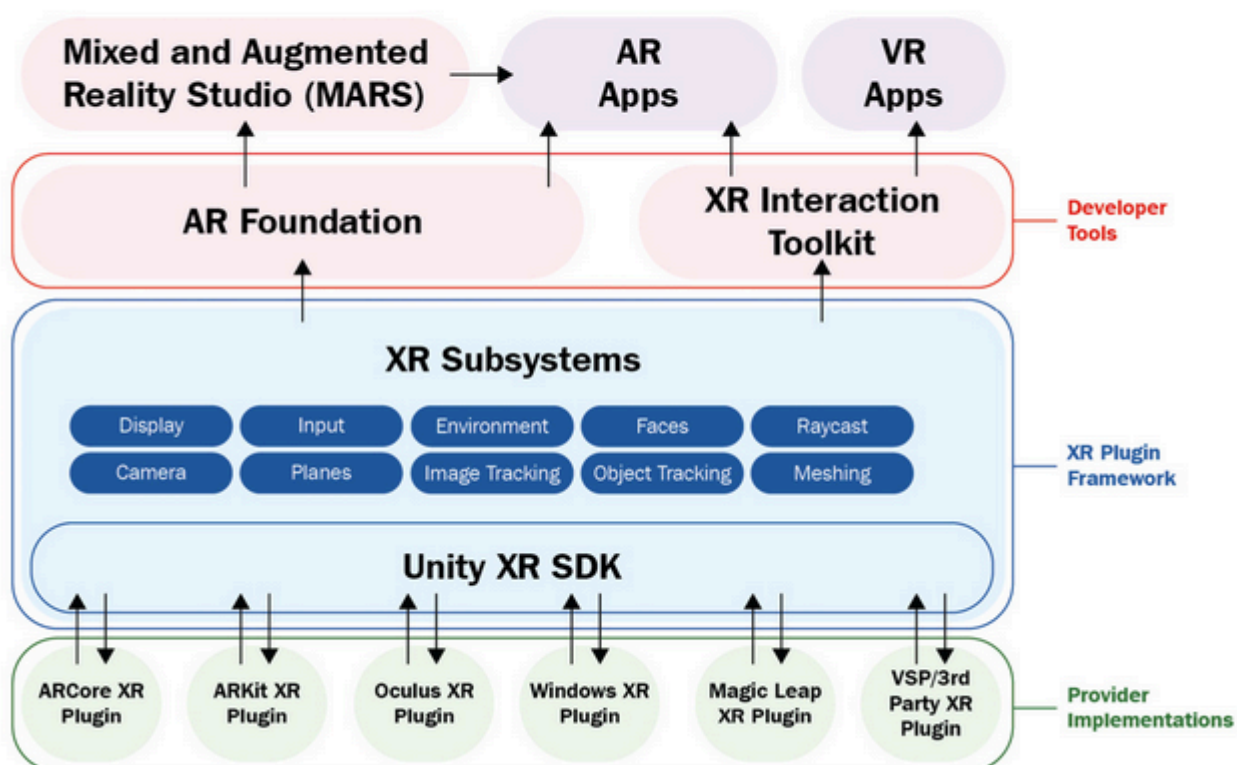 Mixed and Augmented
Reality Studio (MARS)
AR
Apps
VR
Apps
AR Foundation
XR Interaction
Toolkit
Developer
Tools
XR Subsystems
Display
Input
Environment
Faces
Raycast
Camera
Planes
Image Tracking
Object Tracking
Meshing
XR Plugin
Framework
Unity XR SDK
ARCore XR
Plugin
ARKit XR
Plugin
Oculus XR
Plugin
Windows XR
Plugin
Magic Leap
XR Plugin
VSP/3rd
Party XR
Plugin
Provider
Implementations